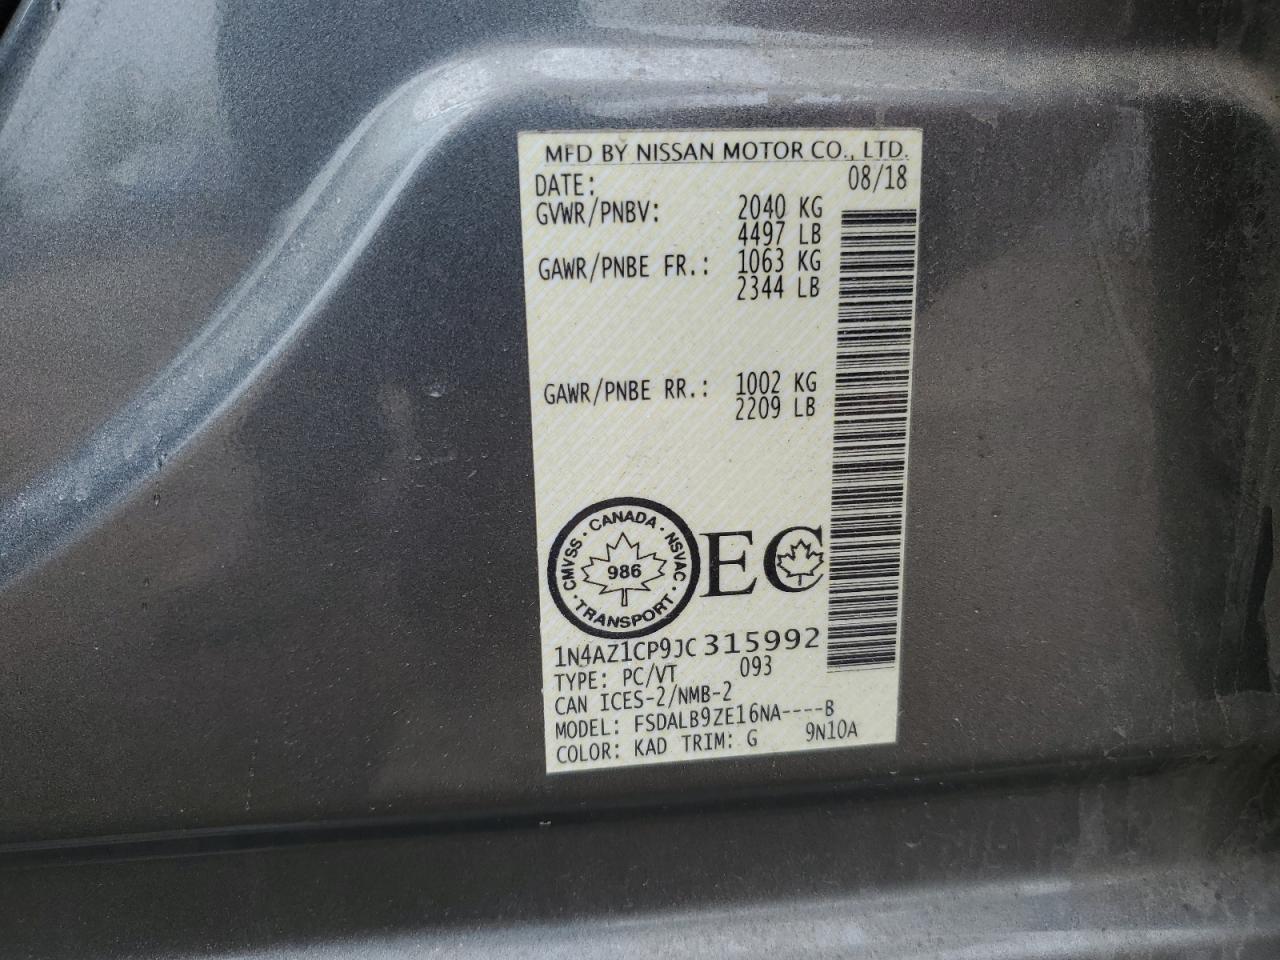 MFD BY NISSAN MOTOR CO., LTD.
DATE: 08/18
GVWR/PNBV: 2040 KG
4497 LB
GAWR/PNBE FR.: 1063 KG
2344 LB
GAWR/PNBE RR.: 1002 KG
2209 LB
CMVSS · CANADA · NSVAC · TRANSPORT ·
986
EC
1N4AZ1CP9JC315992
TYPE: PC/VT 093
CAN ICES-2/NMB-2
MODEL: FSDALB9ZE16NA----B
COLOR: KAD TRIM: G 9N10A